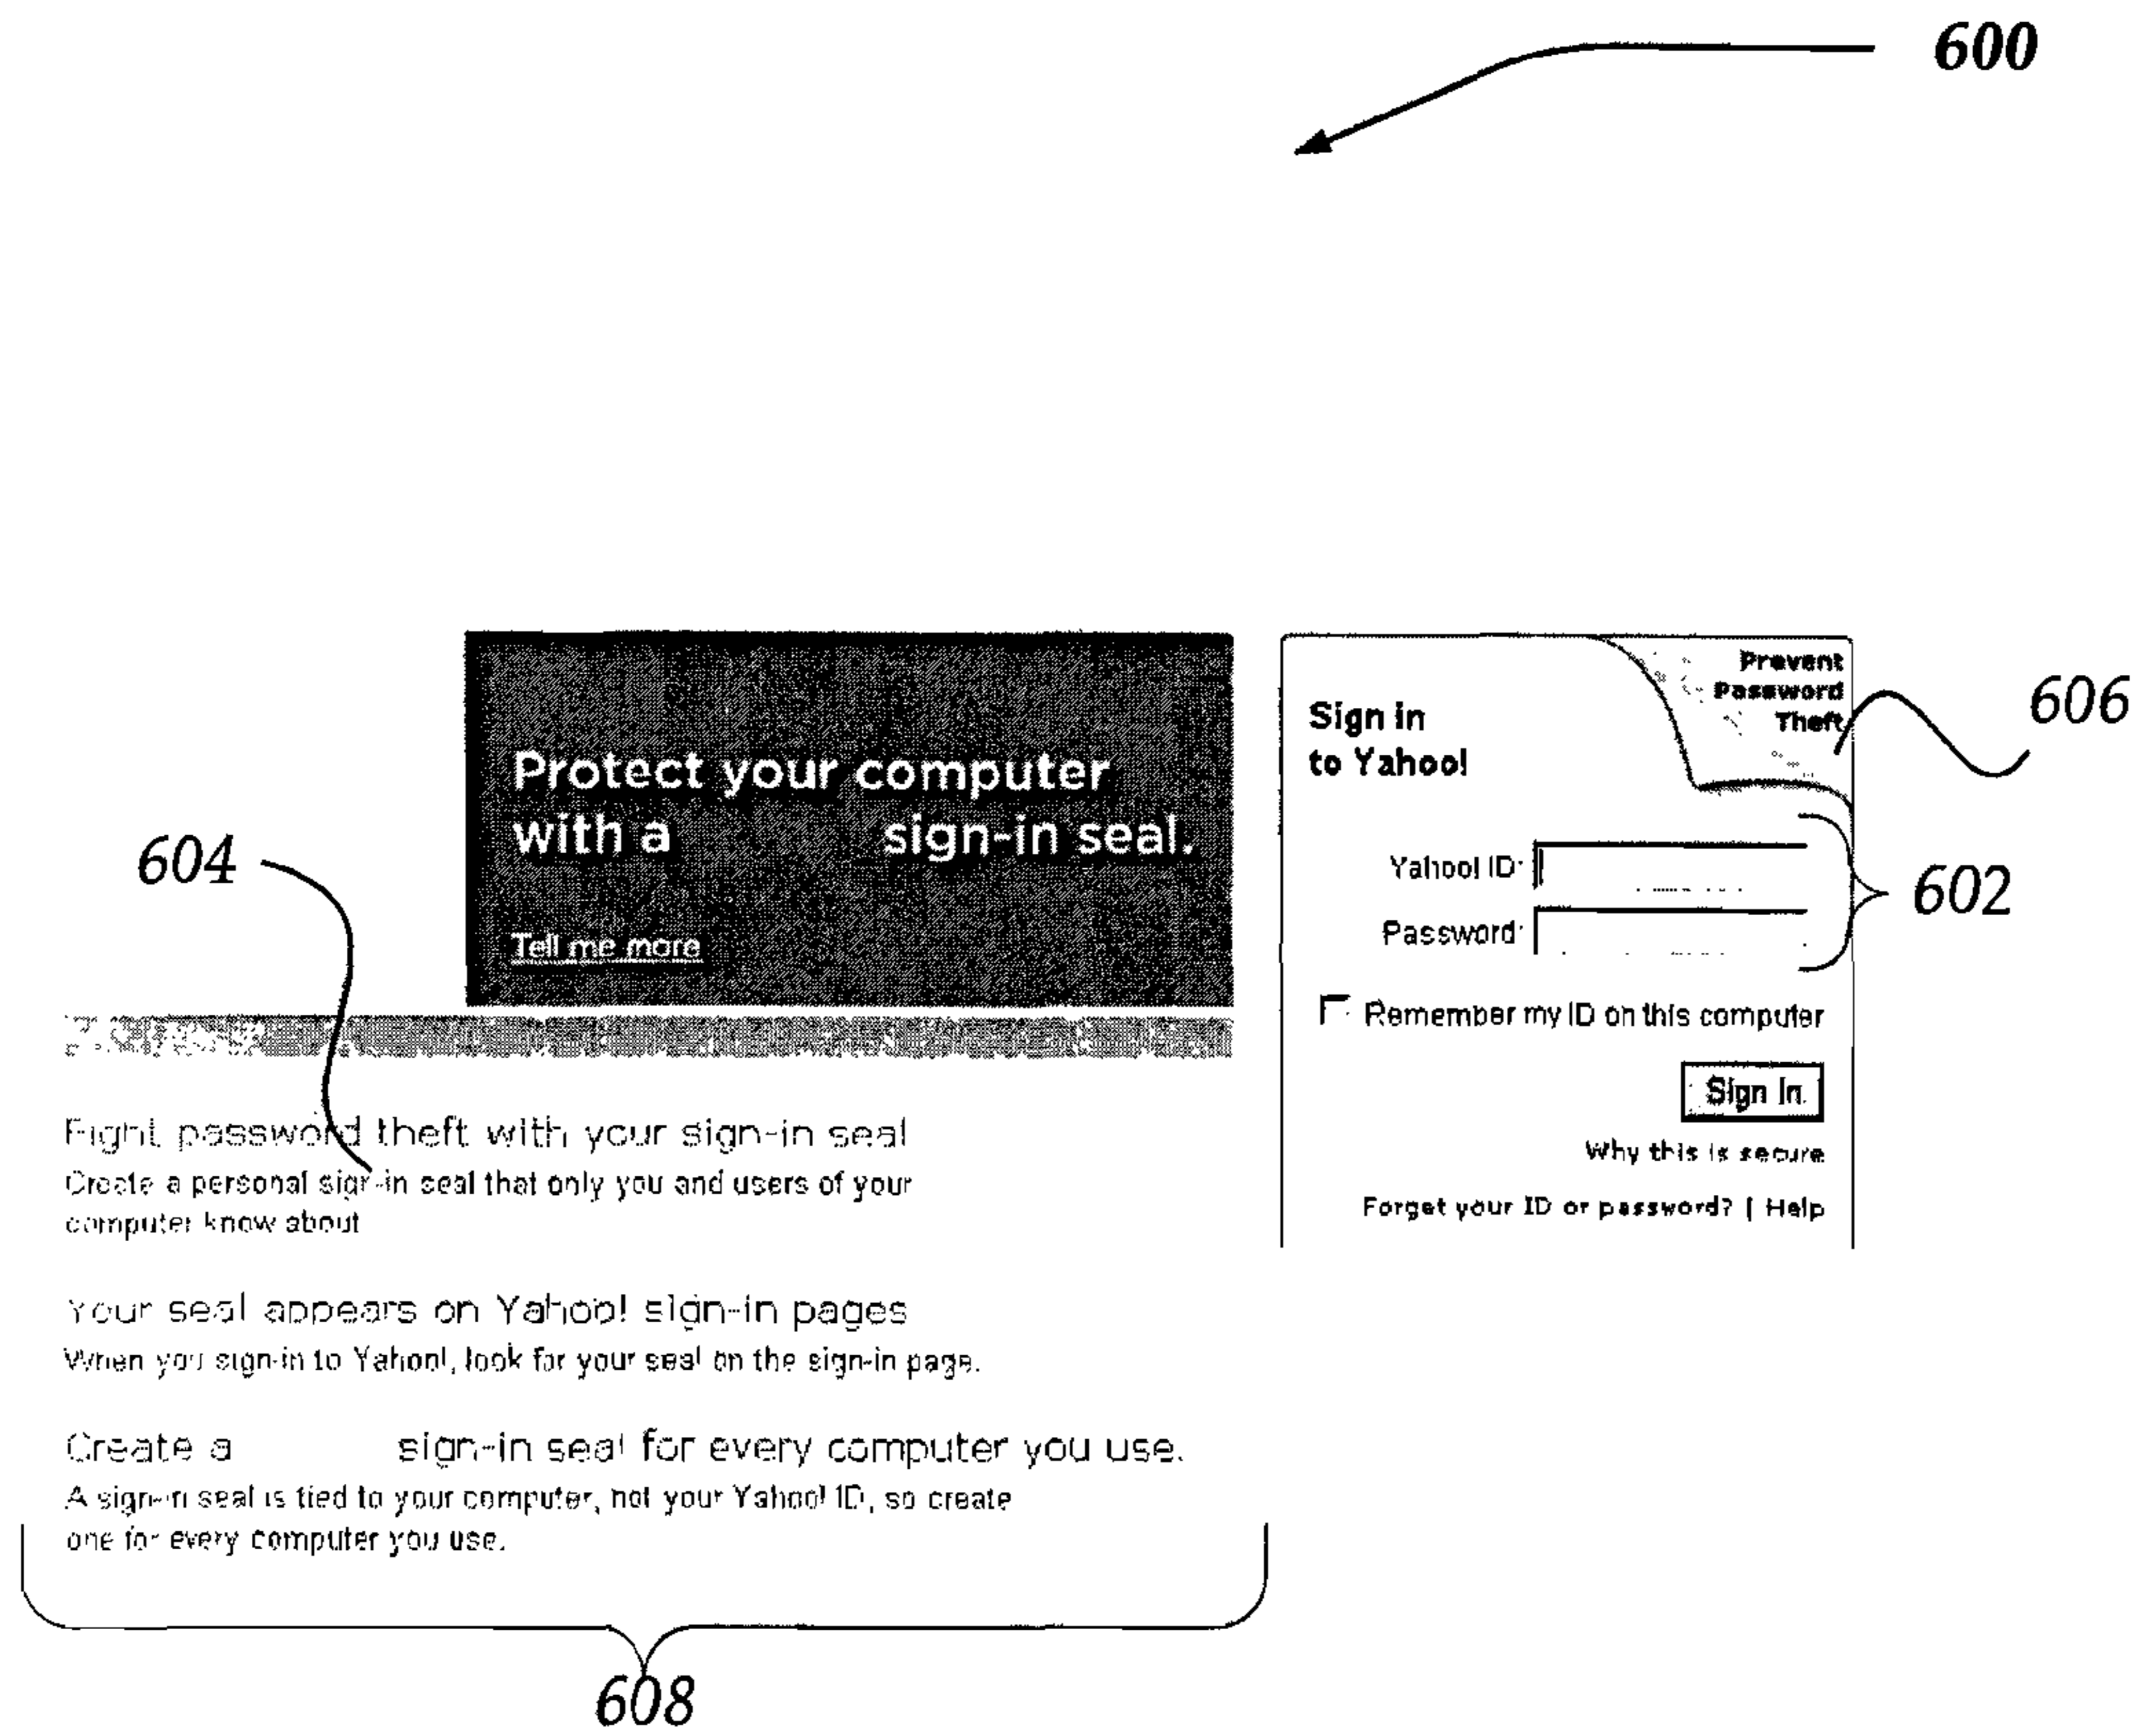 600
Protect your computer
with a sign-in seal.
Tell me more
604
Fight password theft with your sign-in seal
Create a personal sign-in seal that only you and users of your
computer know about
Your seal appears on Yahoo! sign-in pages
When you sign-in to Yahoo!, look for your seal on the sign-in page.
Create a sign-in seal for every computer you use.
A sign-in seal is tied to your computer, not your Yahoo! ID, so create
one for every computer you use.
608
Prevent
Password
Theft
606
Sign in
to Yahoo!
Yahoo! ID:
Password:
602
Remember my ID on this computer
Sign In
Why this is secure
Forget your ID or password? | Help